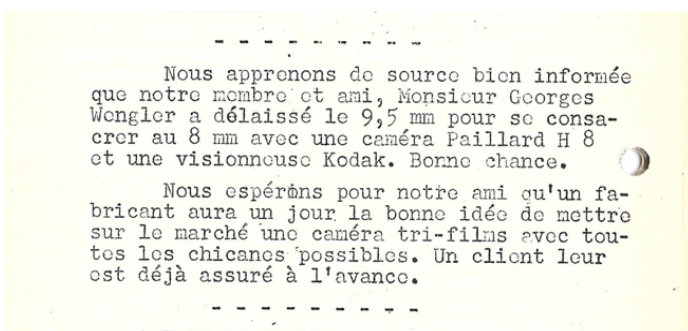 - - - - - - - - -
Nous apprenons de source bien informée
que notre membre et ami, Monsieur Georges
Wengler a délaissé le 9,5 mm pour se consa-
crer au 8 mm avec une caméra Paillard H 8
et une visionneuse Kodak. Bonne chance.
Nous espérons pour notre ami qu'un fa-
bricant aura un jour la bonne idée de mettre
sur le marché une caméra tri-films avec tou-
tes les chicanes possibles. Un client leur
est déjà assuré à l'avance.
- - - - - - - - -